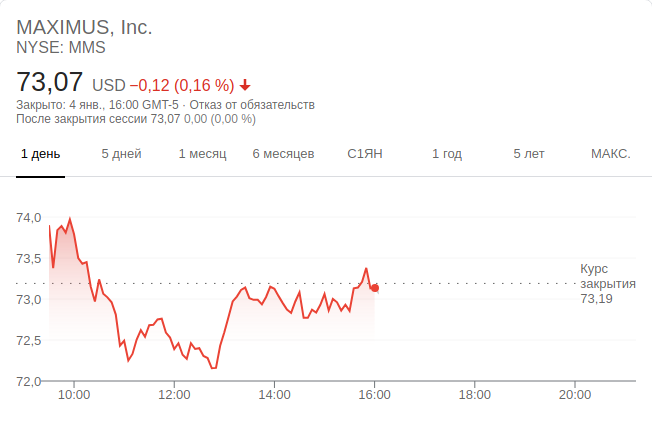 MAXIMUS, Inc.
NYSE: MMS
73,07 USD −0,12 (0,16 %)
Закрыто: 4 янв., 16:00 GMT-5 · Отказ от обязательств
После закрытия сессии 73,07 0,00 (0,00 %)
1 день 5 дней 1 месяц 6 месяцев С1ЯН 1 год 5 лет МАКС.
74,0
73,5
Курс
закрытия
73,19
73,0
72,5
72,0
10:00 12:00 14:00 16:00 18:00 20:00